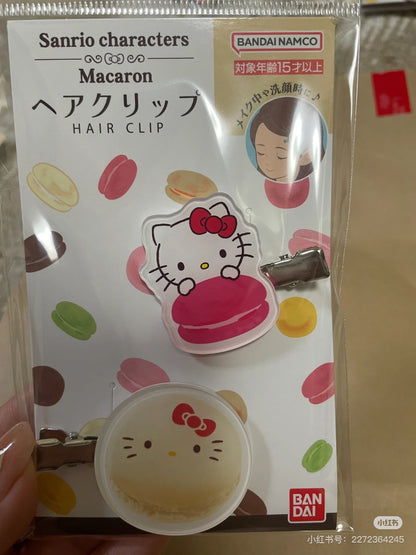 Sanrio characters
Macaron
ヘアクリップ
HAIR CLIP
BANDAI NAMCO
対象年齢15才以上
メイク中や洗顔時に♪
BAN
DAI
小红书
小红书号：2272364245